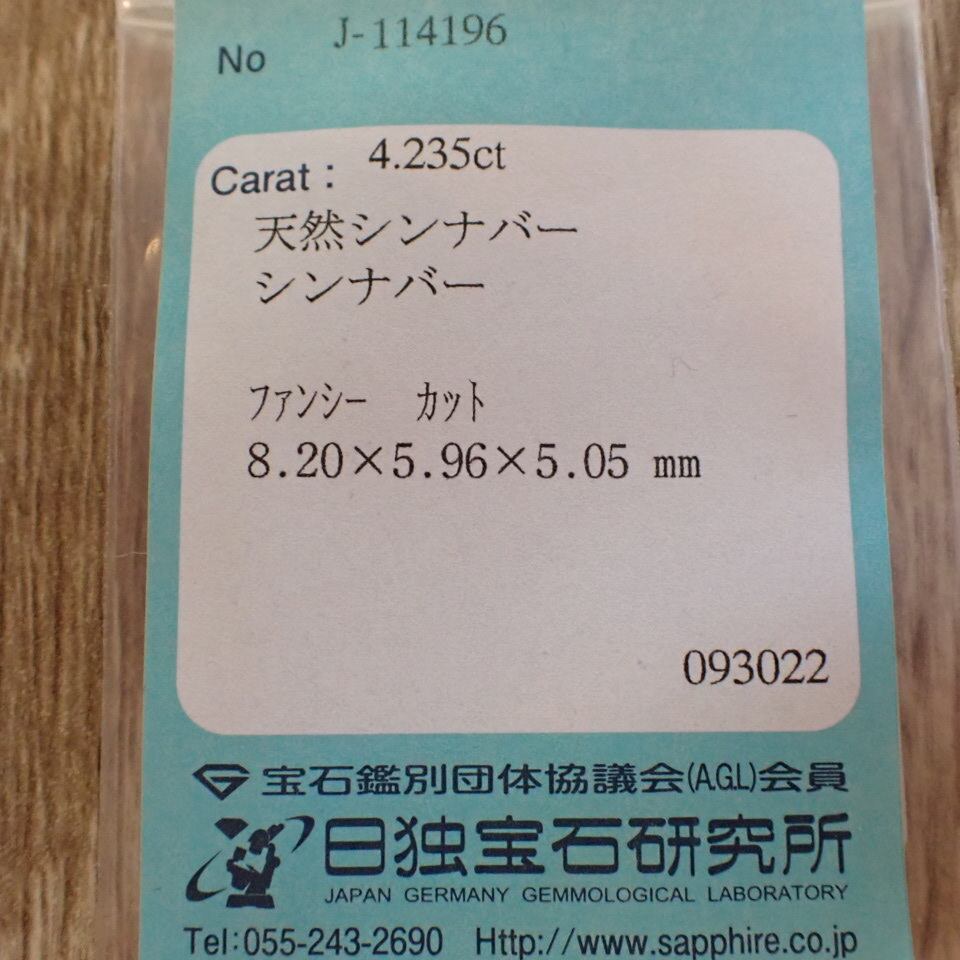 No J-114196
Carat : 4.235ct
天然シンナバー
シンナバー
ファンシー カット
8.20×5.96×5.05 mm
093022
宝石鑑別団体協議会(A.G.L)会員
日独宝石研究所
JAPAN GERMANY GEMMOLOGICAL LABORATORY
Tel:055-243-2690 Http://www.sapphire.co.jp